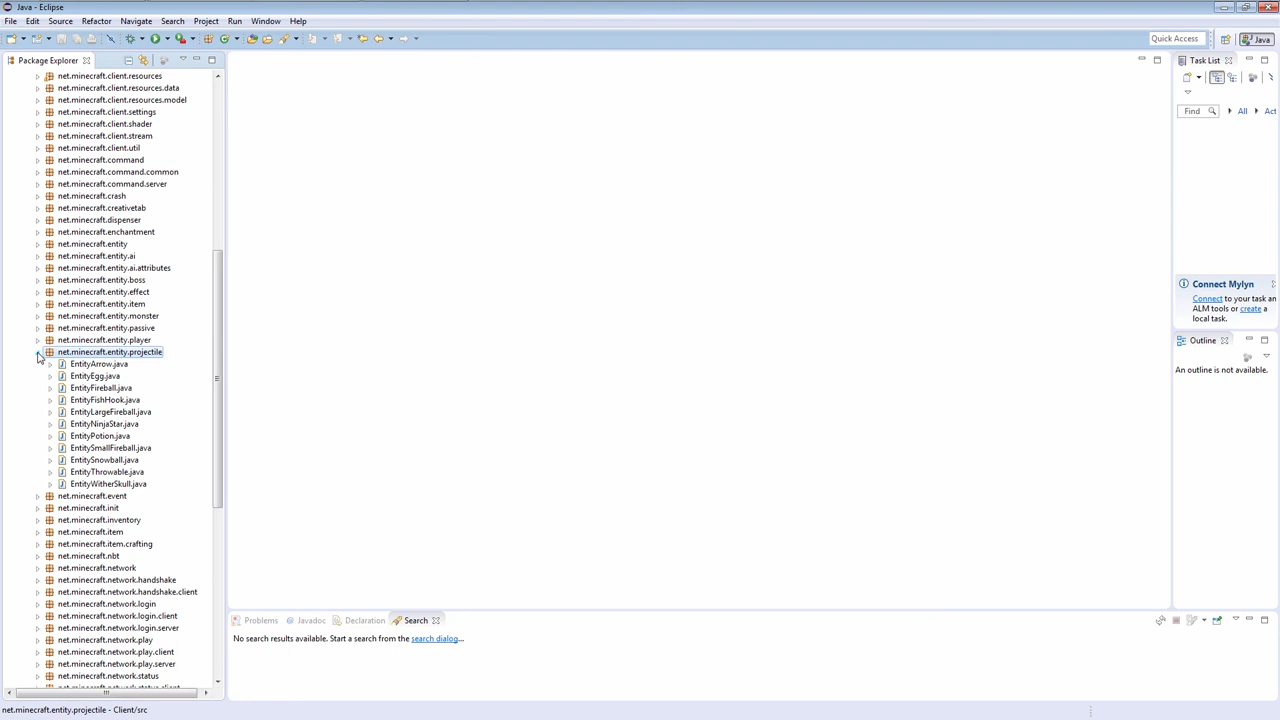 Java - Eclipse
File Edit Source Refactor Navigate Search Project Run Window Help
Quick Access
Java
Package Explorer
net.minecraft.client.resources
net.minecraft.client.resources.data
net.minecraft.client.resources.model
net.minecraft.client.settings
net.minecraft.client.shader
net.minecraft.client.stream
net.minecraft.client.util
net.minecraft.command
net.minecraft.command.common
net.minecraft.command.server
net.minecraft.crash
net.minecraft.creativetab
net.minecraft.dispenser
net.minecraft.enchantment
net.minecraft.entity
net.minecraft.entity.ai
net.minecraft.entity.ai.attributes
net.minecraft.entity.boss
net.minecraft.entity.effect
net.minecraft.entity.item
net.minecraft.entity.monster
net.minecraft.entity.passive
net.minecraft.entity.player
net.minecraft.entity.projectile
EntityArrow.java
EntityEgg.java
EntityFireball.java
EntityFishHook.java
EntityLargeFireball.java
EntityNinjaStar.java
EntityPotion.java
EntitySmallFireball.java
EntitySnowball.java
EntityThrowable.java
EntityWitherSkull.java
net.minecraft.event
net.minecraft.init
net.minecraft.inventory
net.minecraft.item
net.minecraft.item.crafting
net.minecraft.nbt
net.minecraft.network
net.minecraft.network.handshake
net.minecraft.network.handshake.client
net.minecraft.network.login
net.minecraft.network.login.client
net.minecraft.network.login.server
net.minecraft.network.play
net.minecraft.network.play.client
net.minecraft.network.play.server
net.minecraft.network.status
net.minecraft.network.status.client
Task List
Find All Act
Connect Mylyn
Connect to your task an
ALM tools or create a
local task.
Outline
An outline is not available.
Problems Javadoc Declaration Search
No search results available. Start a search from the search dialog...
net.minecraft.entity.projectile - Client/src